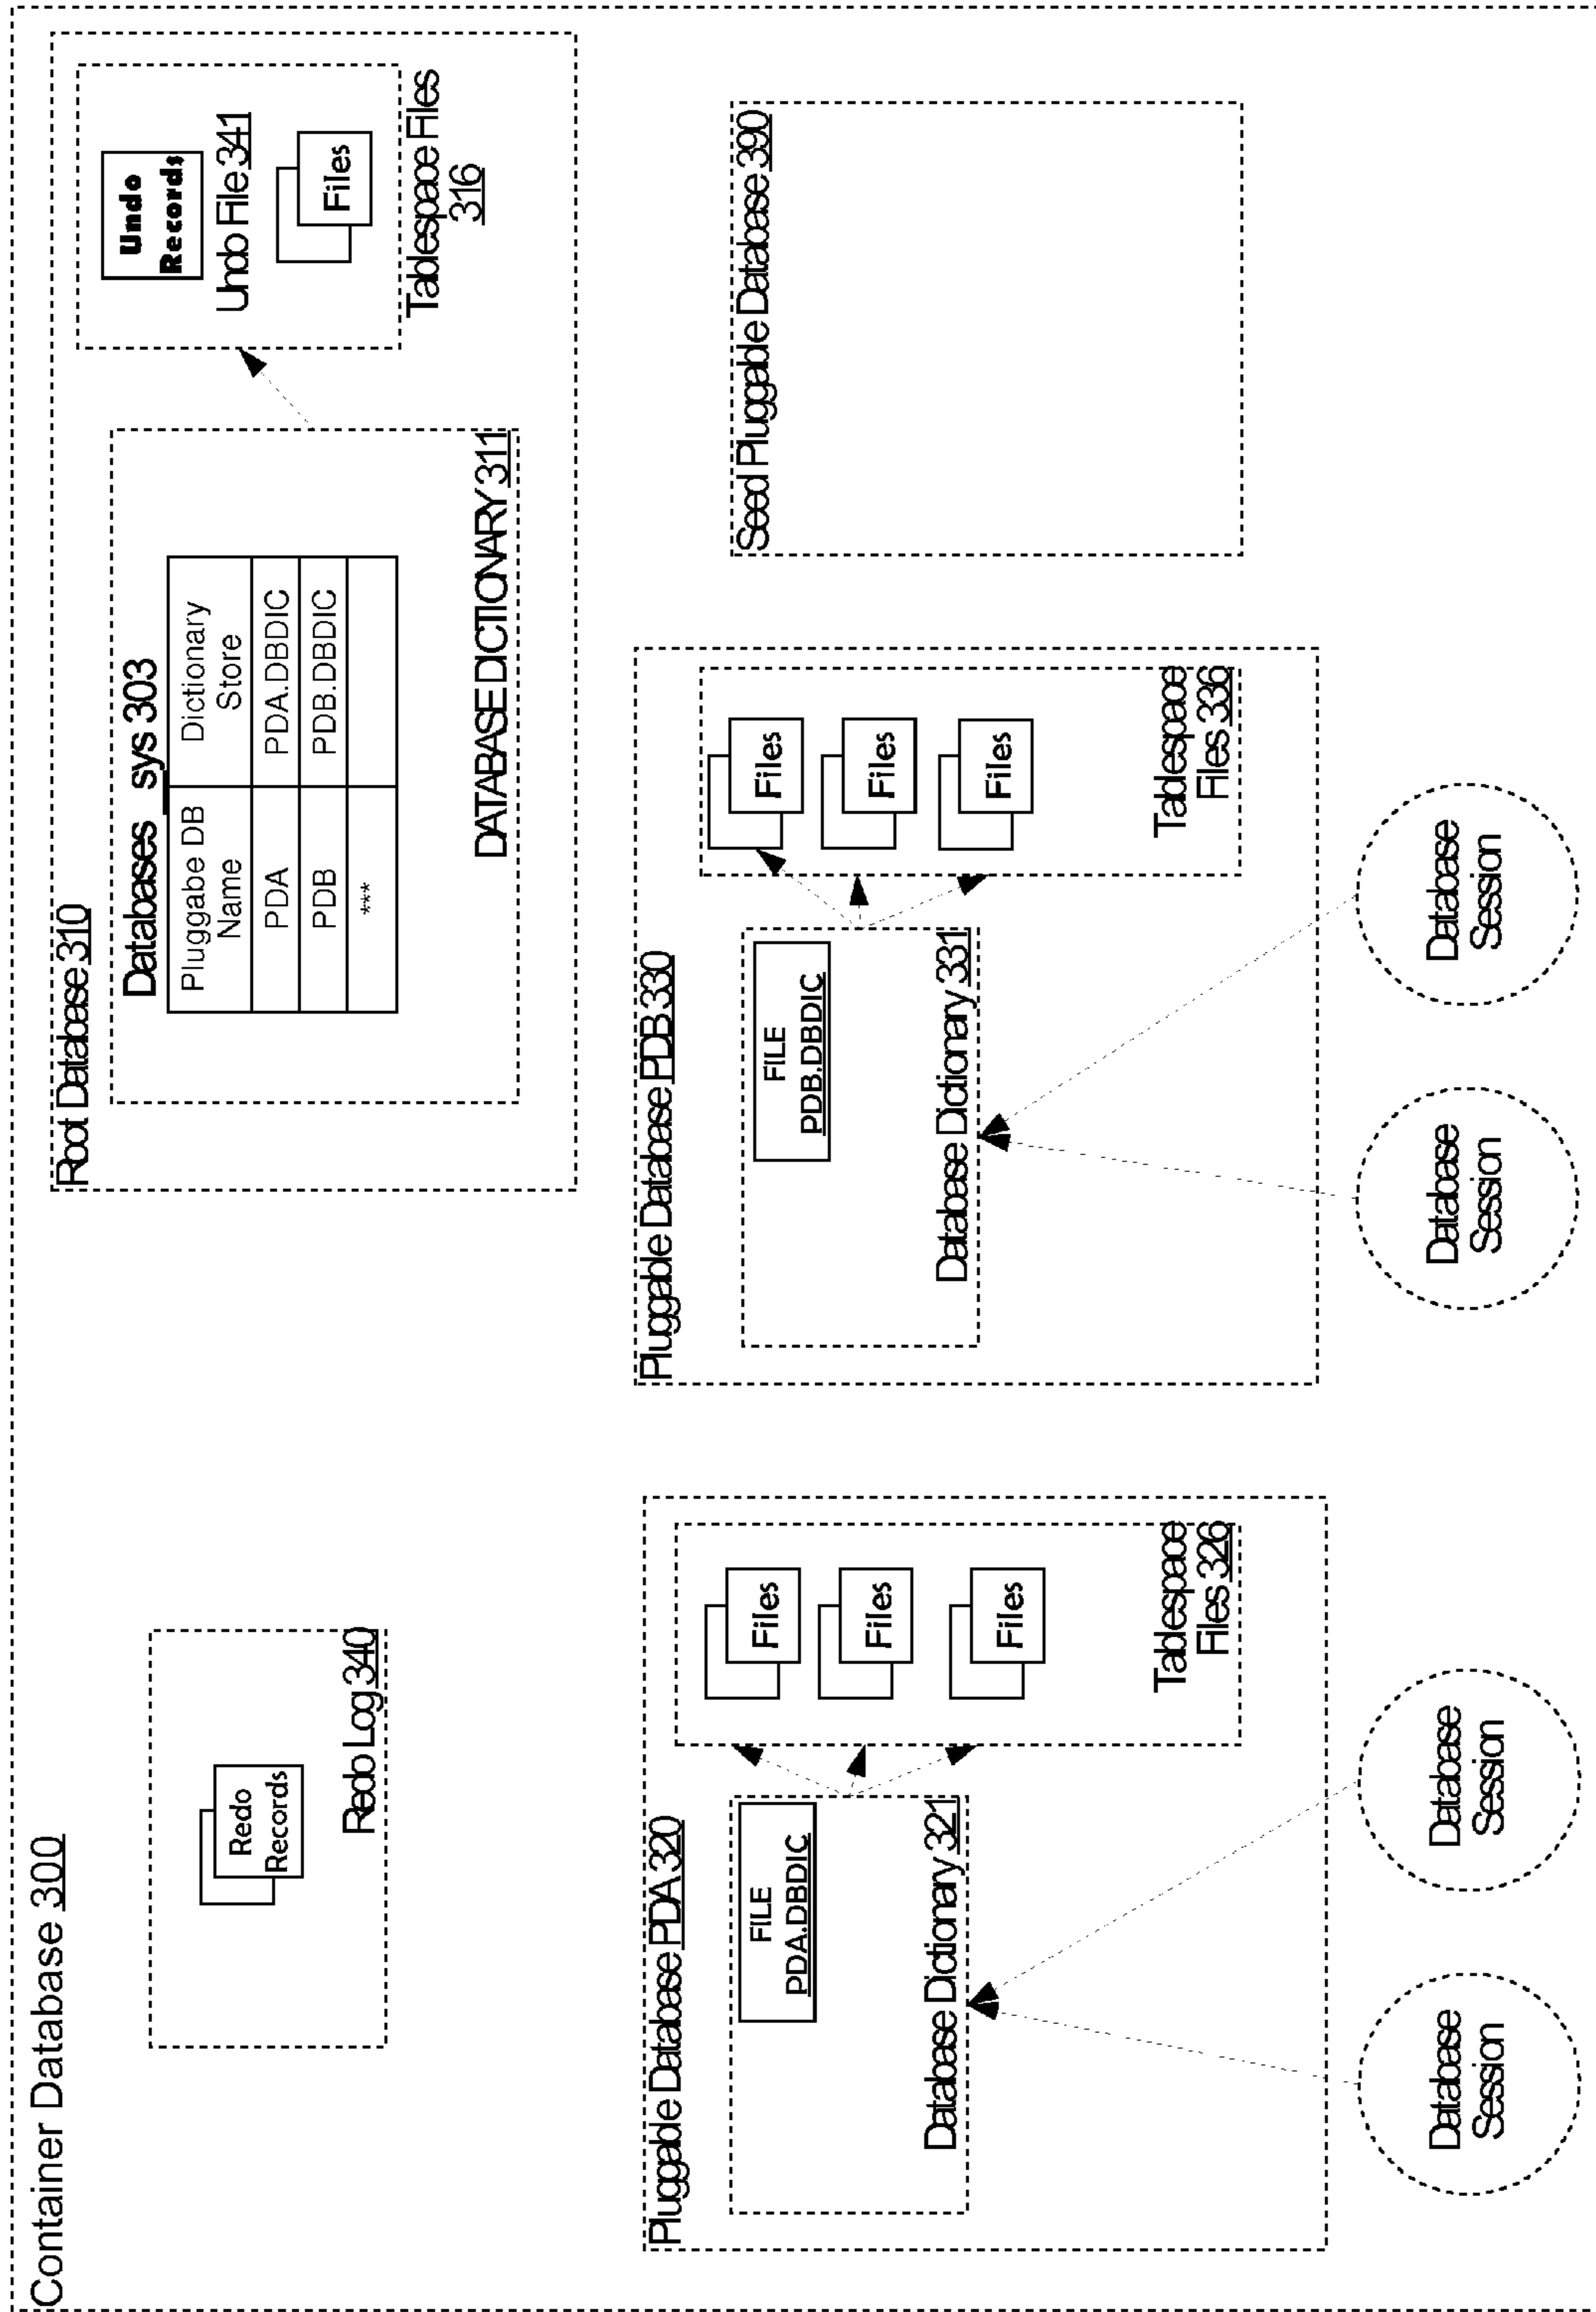 Container Database 300
Redo
Records
Redo Log 340
Root Database 310
Databases_sys 303
Pluggabe DB
Name
Dictionary
Store
PDA
PDA.DBDIC
PDB
PDB.DBDIC
***
DATABASE DICTIONARY 311
Undo
Records
Undo File 341
Files
Tablespace Files
316
Pluggable Database PDA 320
FILE
PDA.DBDIC
Database Dictionary 321
Files
Files
Files
Tablespace
Files 326
Pluggable Database PDB 330
FILE
PDB.DBDIC
Database Dictionary 331
Files
Files
Files
Tablespace
Files 336
Seed Pluggable Database 390
Database
Session
Database
Session
Database
Session
Database
Session